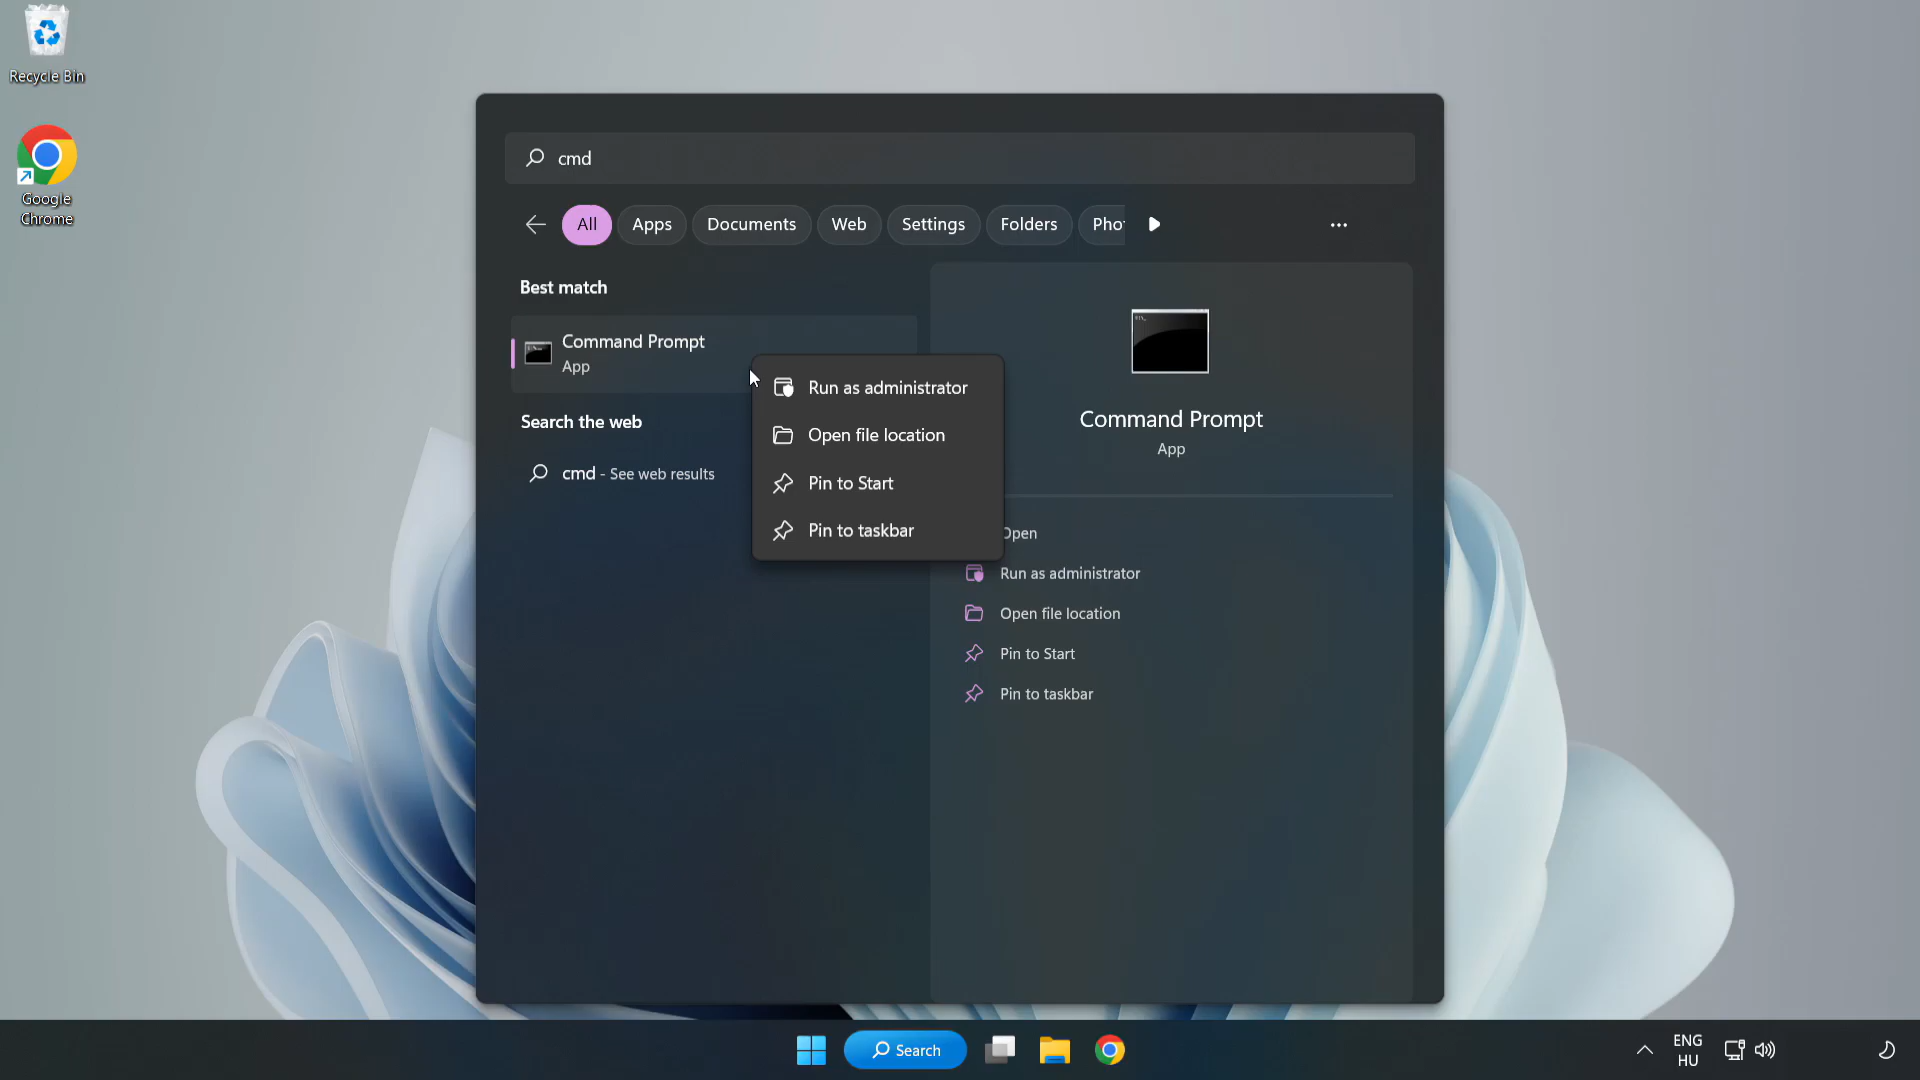 Recycle Bin
Google
Chrome
cmd
All
Apps
Documents
Web
Settings
Folders
Best match
Command Prompt
App
Search the web
cmd - See web results
Run as administrator
Open file location
Pin to Start
Pin to taskbar
Command Prompt
App
Open
Run as administrator
Open file location
Pin to Start
Pin to taskbar
Search
ENG
HU